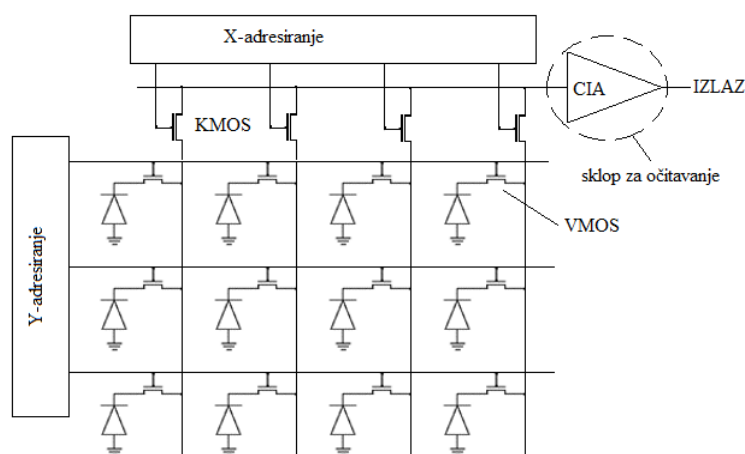 X-adresiranje
CIA
IZLAZ
KMOS
sklop za očitavanje
VMOS
Y-adresiranje